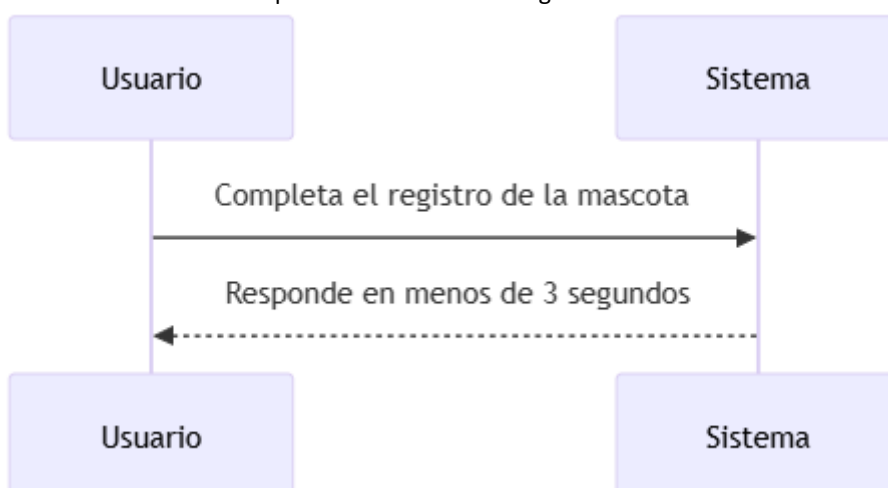 Usuario
Sistema
Completa el registro de la mascota
Responde en menos de 3 segundos
Usuario
Sistema